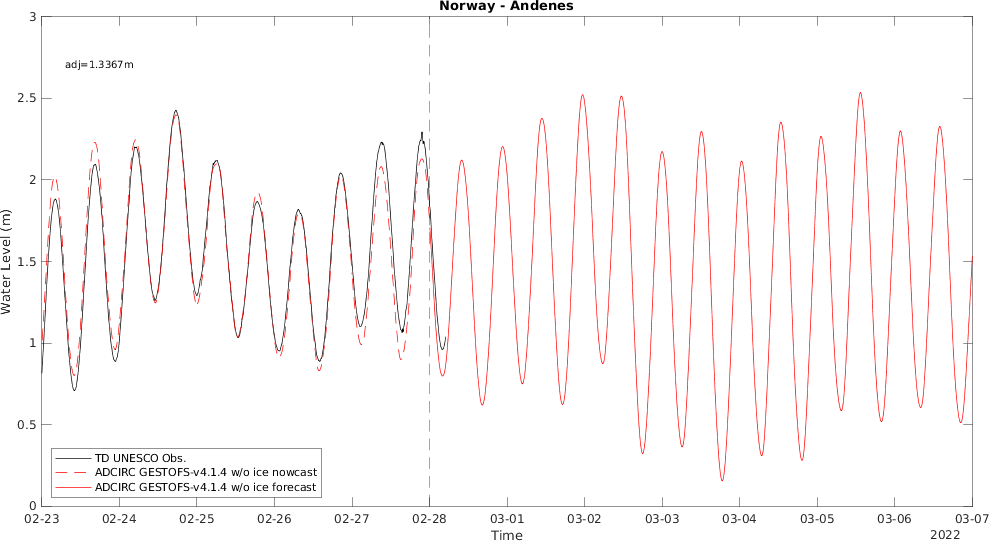 Norway - Andenes
3
adj=1.3367m
2.5
2
Water Level (m)
1.5
1
0.5
TD UNESCO Obs.
ADCIRC GESTOFS-v4.1.4 w/o ice nowcast
ADCIRC GESTOFS-v4.1.4 w/o ice forecast
0
02-23 02-24 02-25 02-26 02-27 02-28 03-01 03-02 03-03 03-04 03-05 03-06 03-07
Time
2022